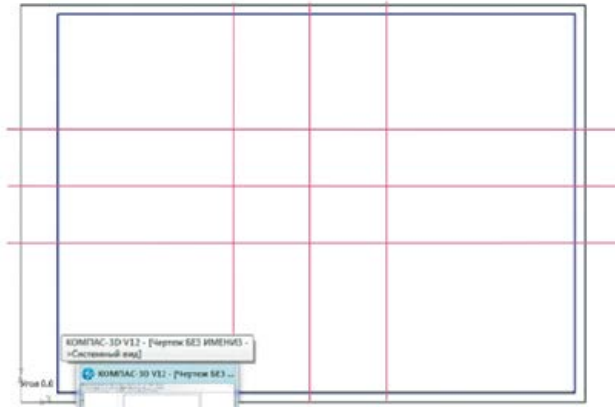 КОМПАС-3D V12 - [Чертеж БЕЗ ИМЕНИ3 -
>Системный вид]
КОМПАС-3D V12 - [Чертеж БЕЗ ...